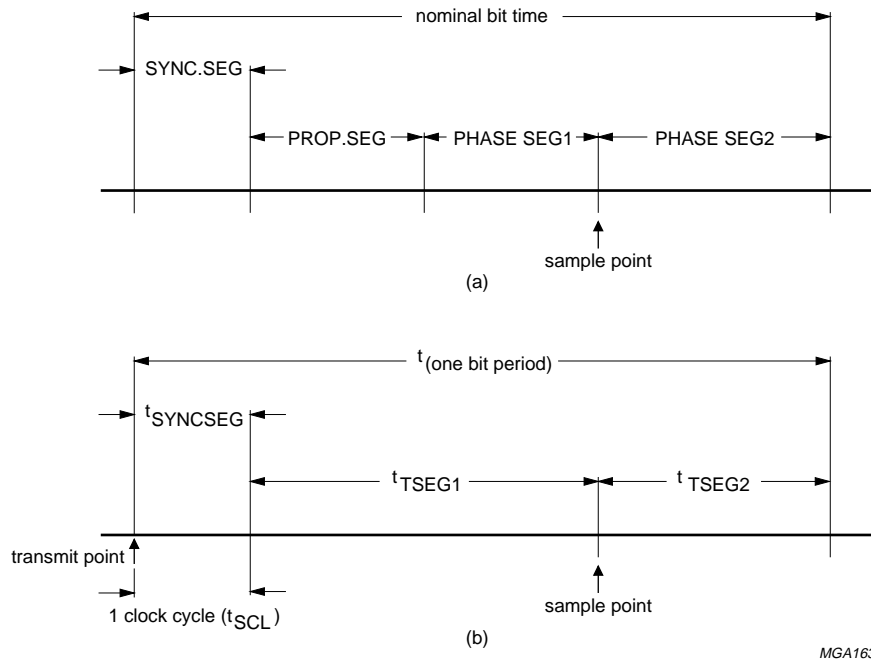 nominal bit time
SYNC.SEG
PROP.SEG PHASE SEG1 PHASE SEG2
sample point
(a)
t(one bit period)
tSYNCSEG
tTSEG1 tTSEG2
transmit point
sample point
1 clock cycle (tSCL)
(b)
MGA163